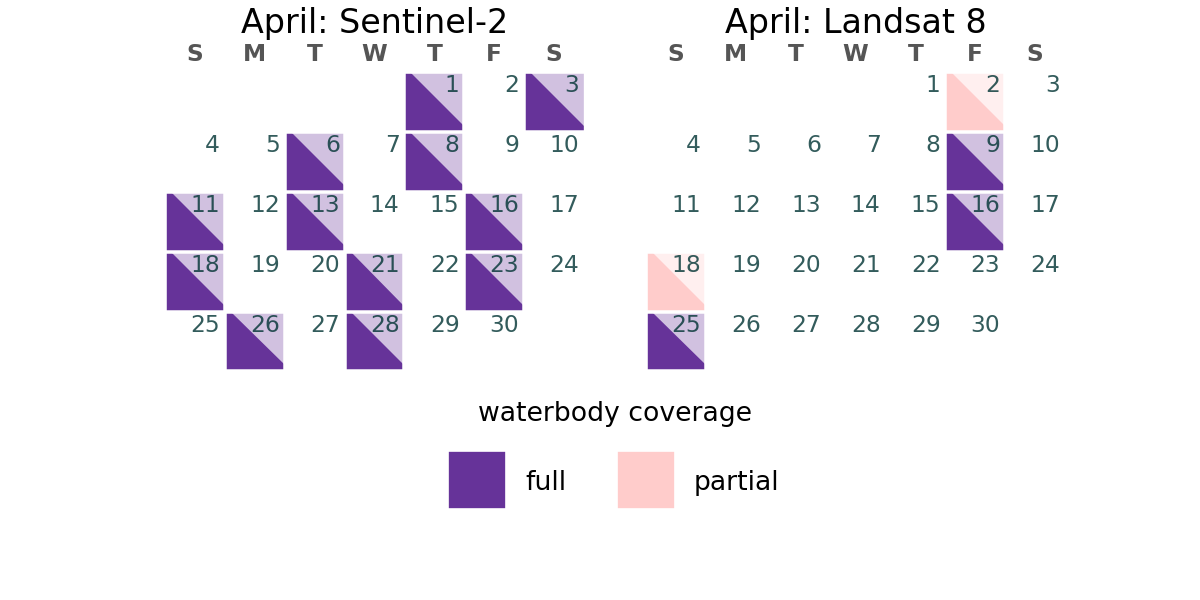 April: Sentinel-2
S M T W T F S
1 2 3
4 5 6 7 8 9 10
11 12 13 14 15 16 17
18 19 20 21 22 23 24
25 26 27 28 29 30
April: Landsat 8
S M T W T F S
1 2 3
4 5 6 7 8 9 10
11 12 13 14 15 16 17
18 19 20 21 22 23 24
25 26 27 28 29 30
waterbody coverage
full
partial